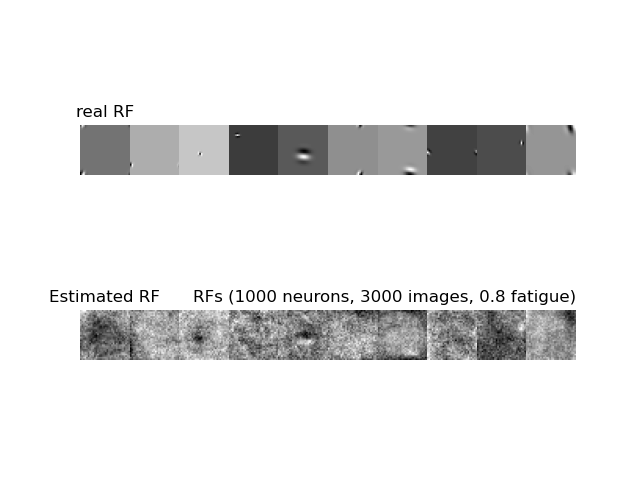 real RF
Estimated RF
RFs (1000 neurons, 3000 images, 0.8 fatigue)